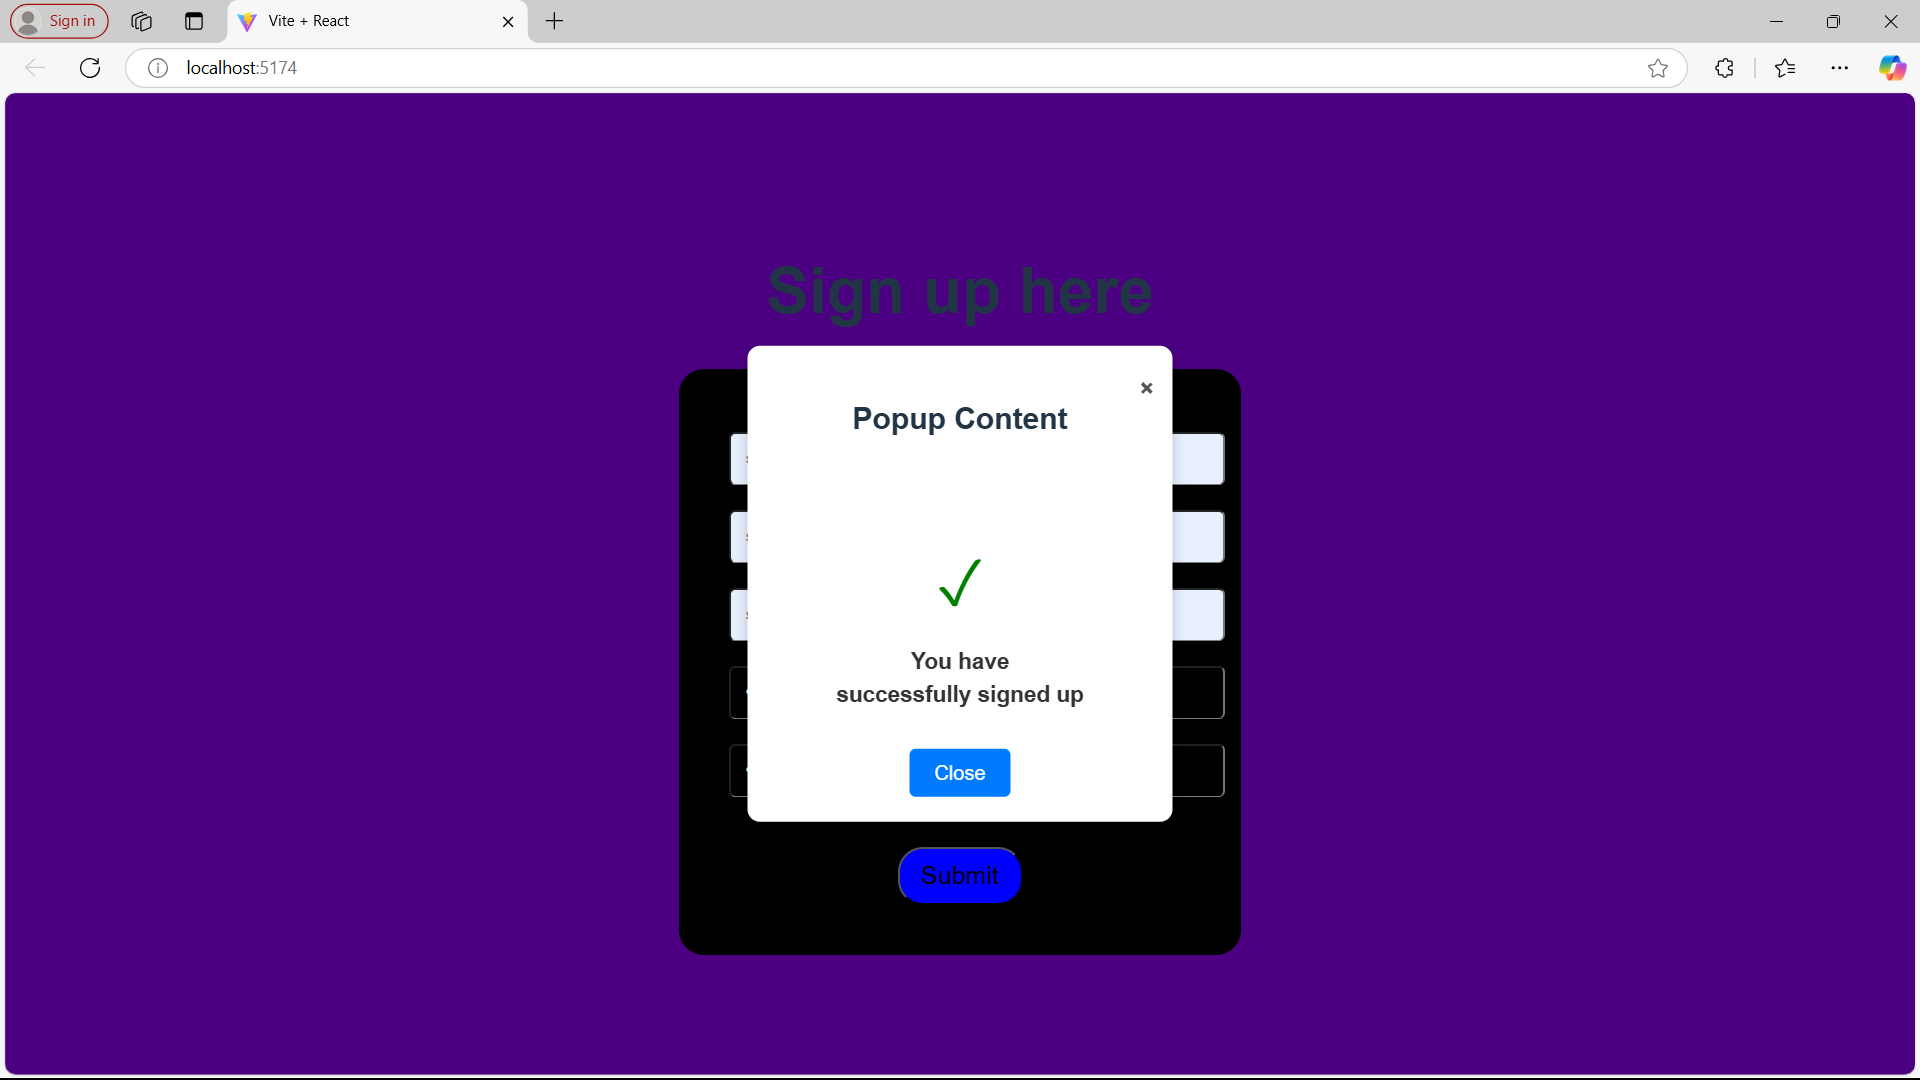 Sign in
Vite + React
localhost:5174
Sign up here
Popup Content
You have
successfully signed up
Close
Submit